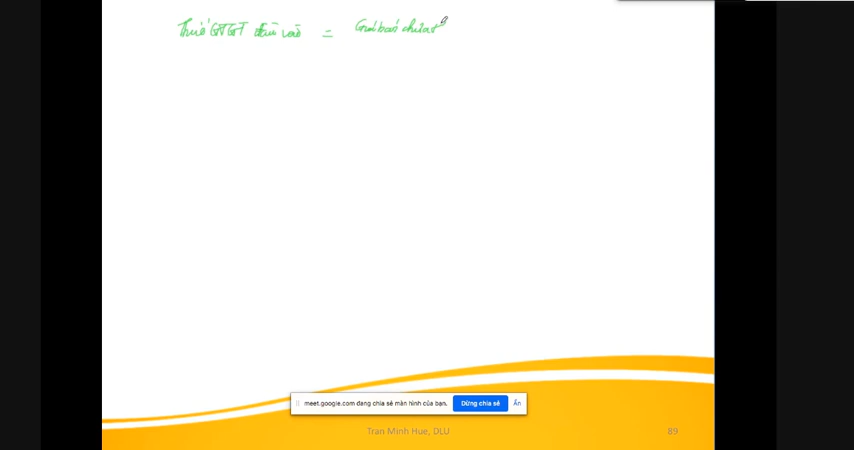 Thuế GTGT đầu vào = Giá bán chưa
meet.google.com đang chia sẻ màn hình của bạn. Dừng chia sẻ Ẩn
Tran Minh Hue, DLU 89